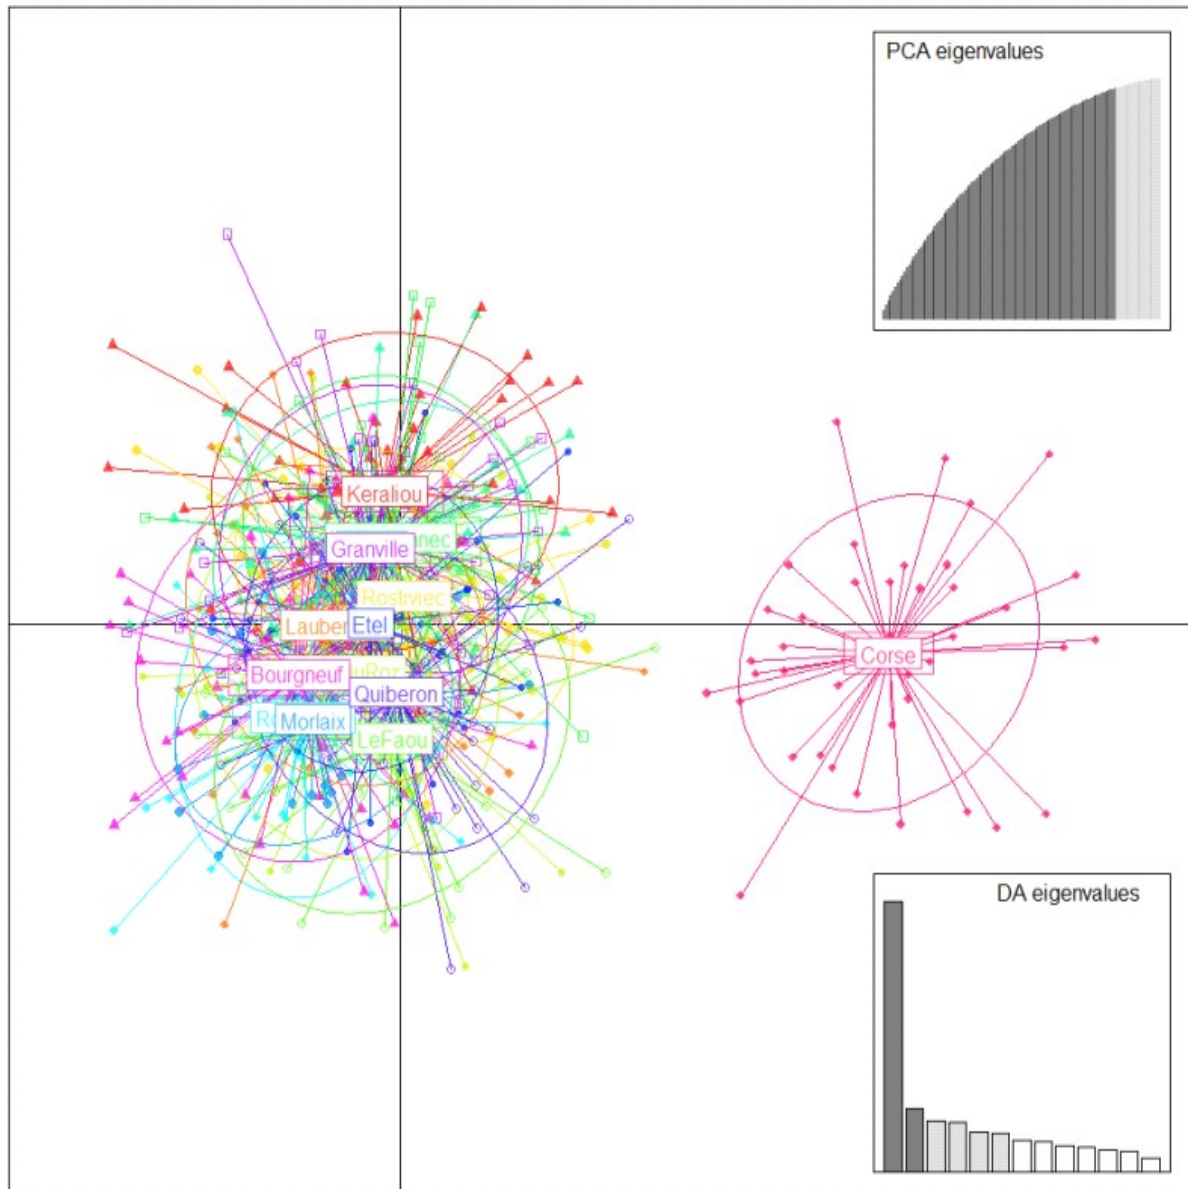 PCA eigenvalues
Keraliou
Granville
Rostiviec
Etel
Bourgneuf
Quiberon
Corse
Morlaix
LeFaou
DA eigenvalues